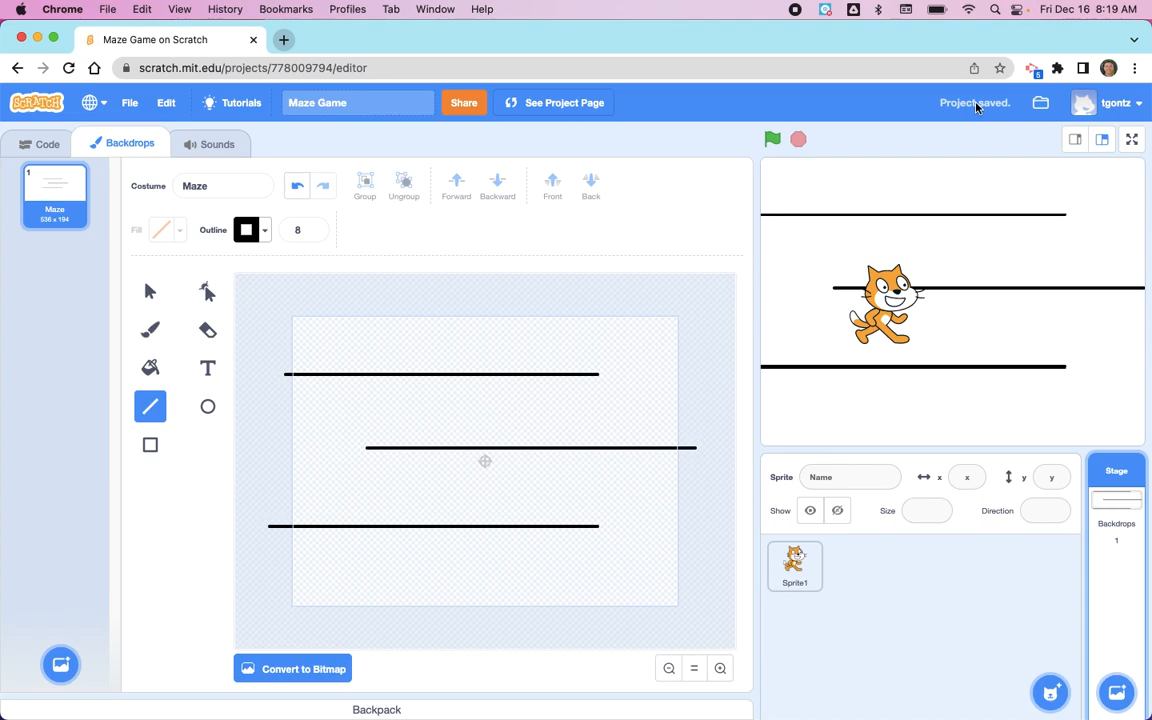 Chrome File Edit View History Bookmarks Profiles Tab Window Help Fri Dec 16 8:19 AM
Maze Game on Scratch
scratch.mit.edu/projects/778009794/editor 5
SCRATCH File Edit Tutorials Maze Game Share See Project Page Project saved. tgontz
Code Backdrops Sounds
1
Maze
536 x 194
Costume Maze Group Ungroup Forward Backward Front Back
Fill Outline 8
T
Convert to Bitmap
Backpack
Sprite Name x x y y
Show Size Direction
Sprite1
Stage
Backdrops
1